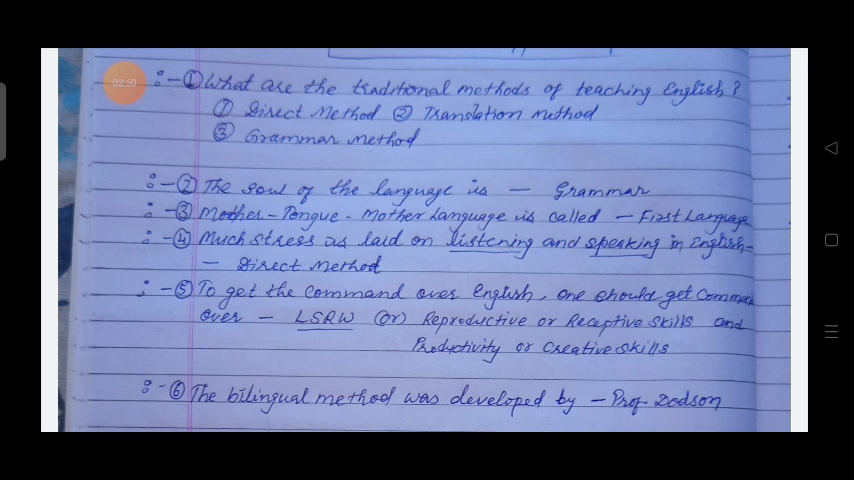 02:50
:- ① What are the traditional methods of teaching English?
① Direct Method ② Translation method
③ Grammar Method
:- ② The soul of the language is - Grammar
:- ③ Mother-Tongue - Mother Language is called - First Language
:- ④ Much stress is laid on listening and speaking in English-
- Direct Method
:- ⑤ To get the command over English, one should get Command
over - LSRW (or) Reproductive or Receptive skills and
Productivity or Creative skills
:- ⑥ The bilingual method was developed by - Prof. Dodson